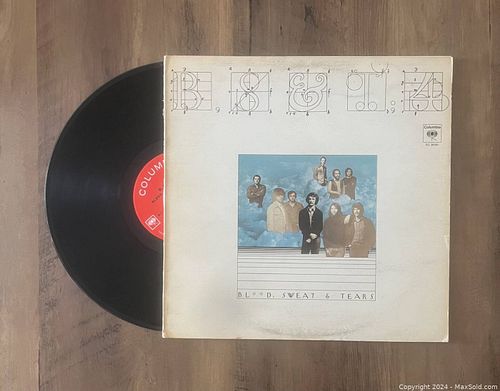 B, S & T, 4
Columbia
COLUM
BLOOD, SWEAT & TEARS
Copyright 2024 - MaxSold.com